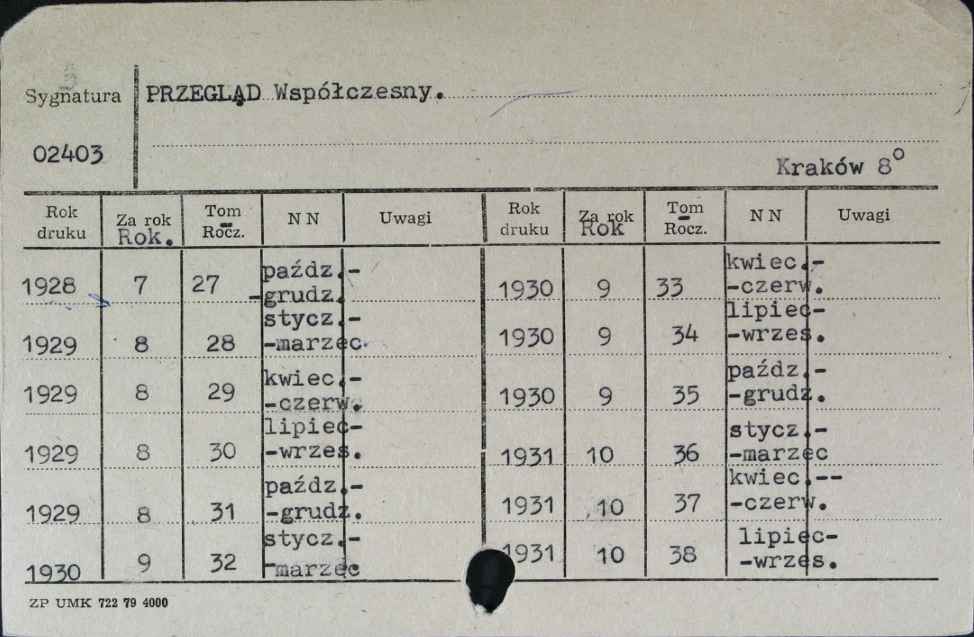 Sygnatura PRZEGLĄD Współczesny.
02403
Kraków 8°
Rok druku Za rok Rok. Tom Rocz. NN Uwagi Rok druku Za rok Rok Tom Rocz. NN Uwagi
1928 7 27 paźdz.-
-grudz.
1929 8 28 stycz.-
-marzec.
1929 8 29 kwiec.-
-czerw.
1929 8 30 lipiec-
-wrzes.
1929 8 31 paźdz.-
-grudz.
1930 9 32 stycz.-
-marzec
1930 9 33 kwiec.-
-czerw.
1930 9 34 lipiec-
-wrzes.
1930 9 35 paźdz.-
-grudz.
1931 10 36 stycz.-
-marzec
1931 10 37 kwiec.--
-czerw.
1931 10 38 lipiec-
-wrzes.
ZP UMK 722 79 4000